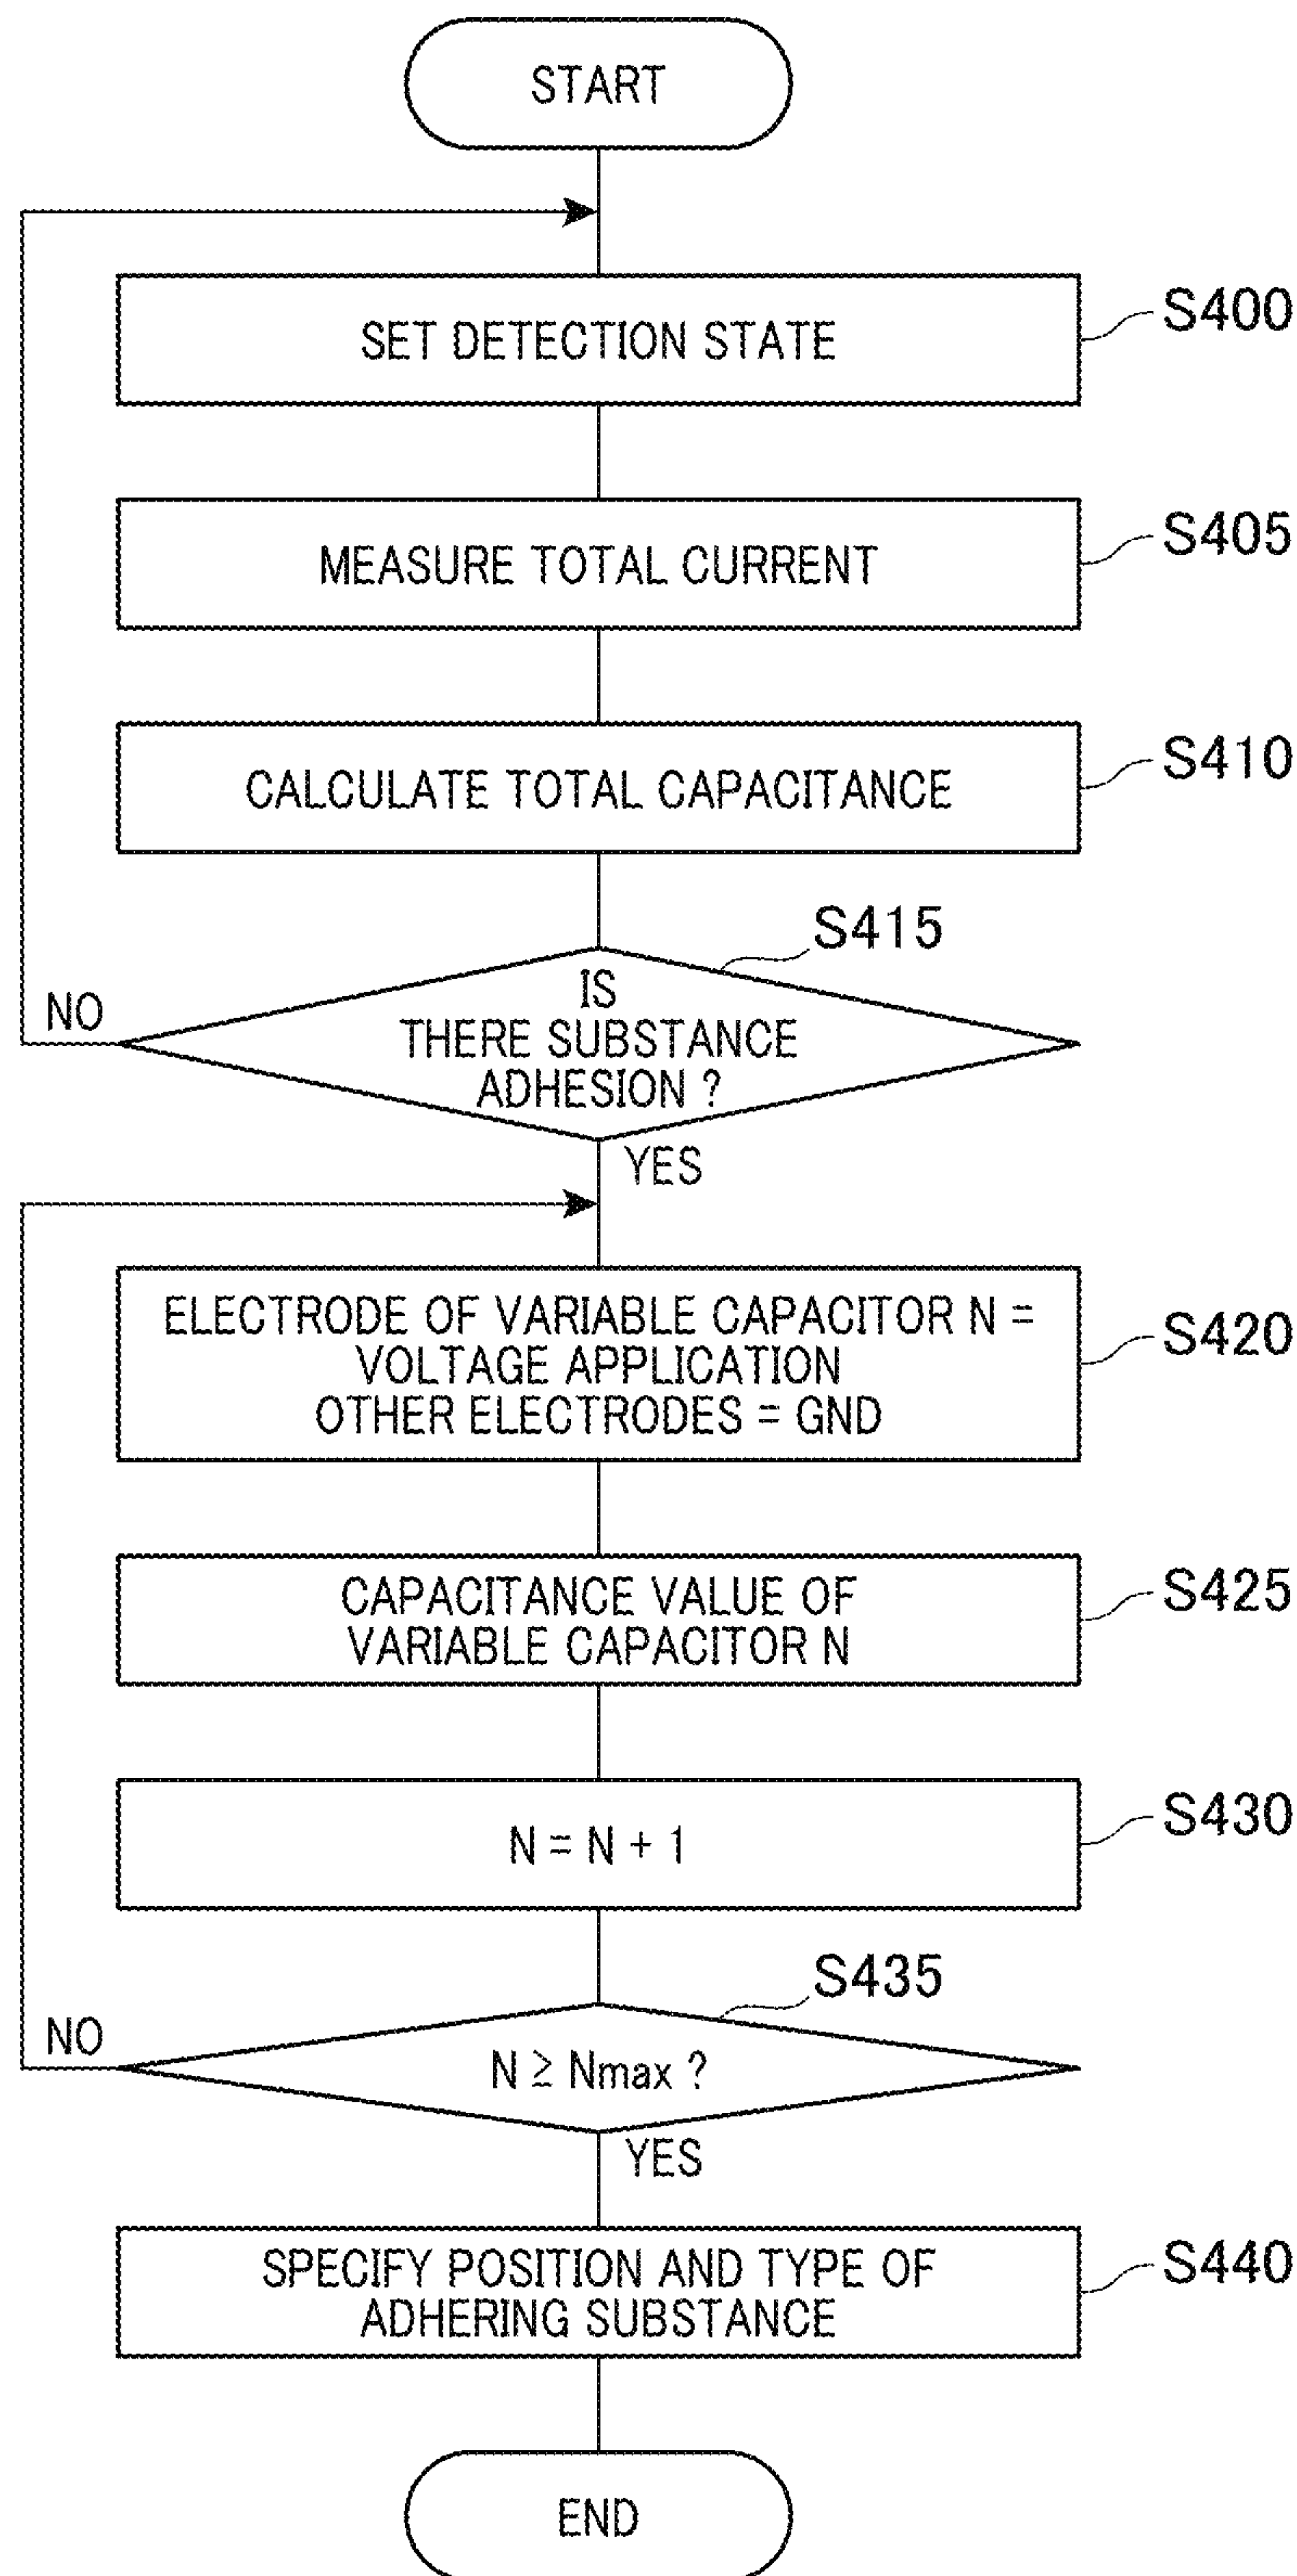 START
SET DETECTION STATE
S400
MEASURE TOTAL CURRENT
S405
CALCULATE TOTAL CAPACITANCE
S410
S415
IS
THERE SUBSTANCE
ADHESION ?
NO
YES
ELECTRODE OF VARIABLE CAPACITOR N =
VOLTAGE APPLICATION
OTHER ELECTRODES = GND
S420
CAPACITANCE VALUE OF
VARIABLE CAPACITOR N
S425
N = N + 1
S430
S435
N ≥ Nmax ?
NO
YES
SPECIFY POSITION AND TYPE OF
ADHERING SUBSTANCE
S440
END